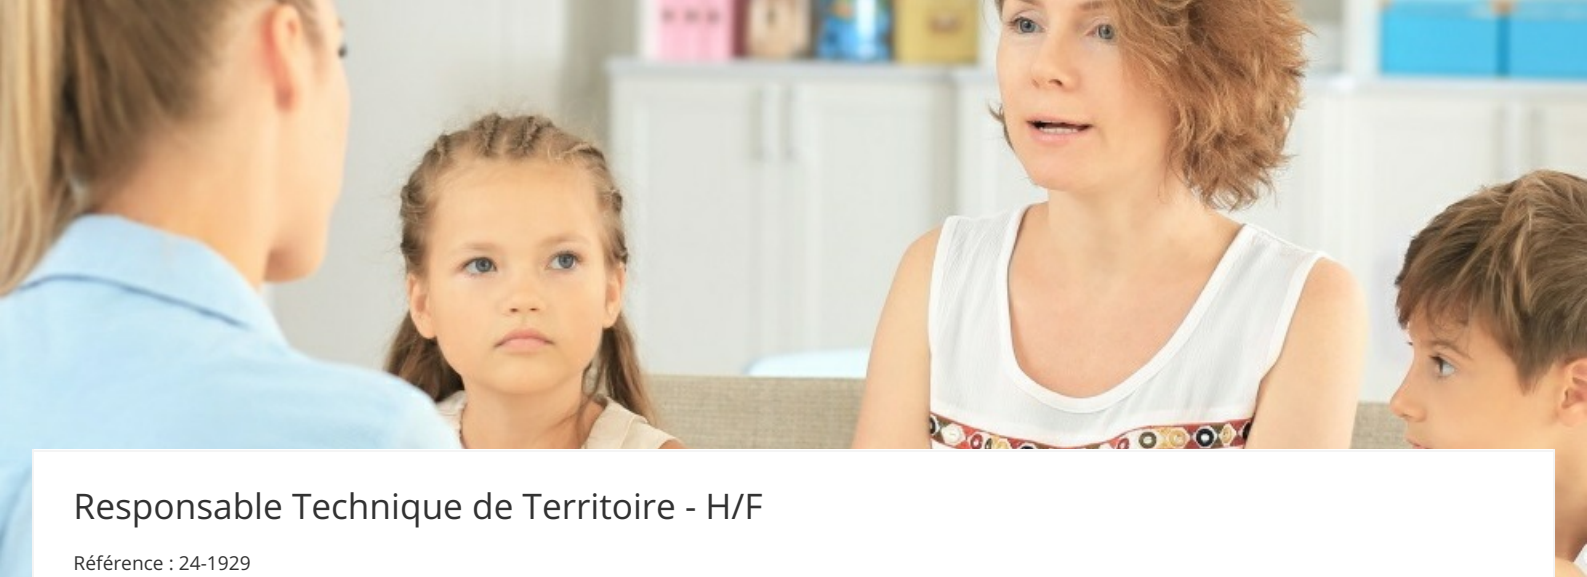 Responsable Technique de Territoire - H/F
Référence : 24-1929